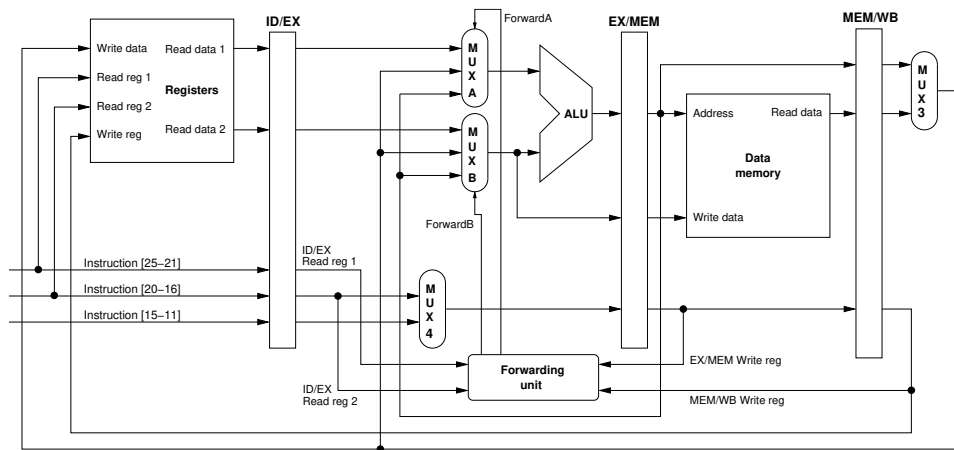 ForwardA
ID/EX
EX/MEM
MEM/WB
Write data
Read data 1
Read reg 1
Registers
Read reg 2
Write reg
Read data 2
M
U
X
A
M
U
X
B
ALU
Address
Read data
Data
memory
Write data
M
U
X
3
ForwardB
ID/EX
Read reg 1
Instruction [25−21]
Instruction [20−16]
Instruction [15−11]
M
U
X
4
Forwarding
unit
EX/MEM Write reg
MEM/WB Write reg
ID/EX
Read reg 2